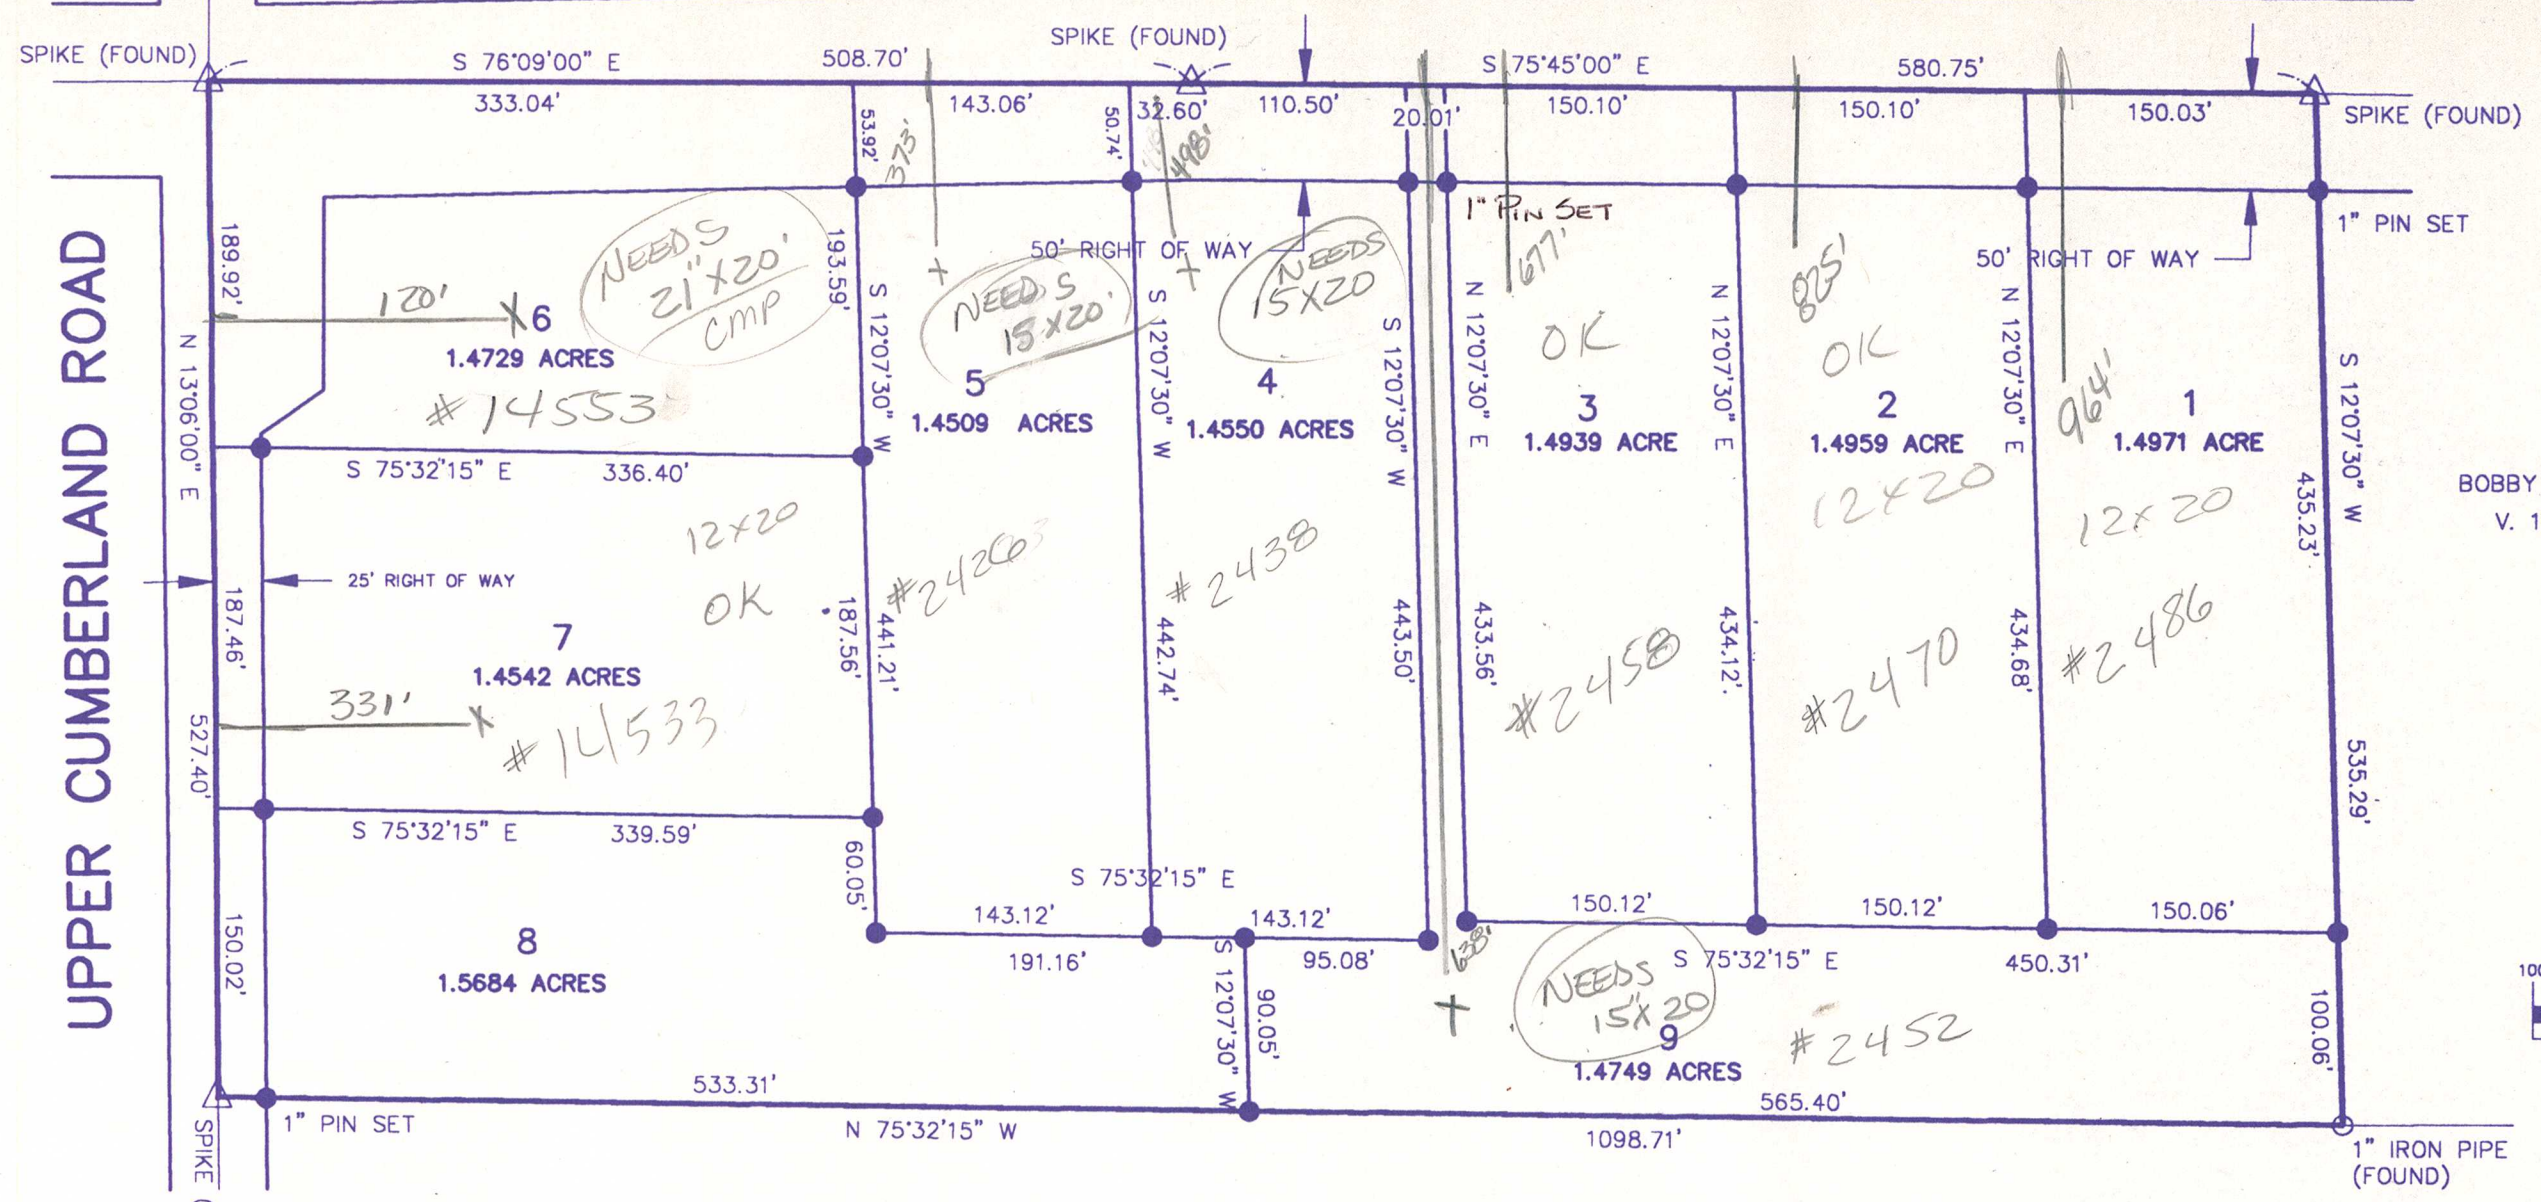 SPIKE (FOUND)
S 76°09'00" E
508.70'
SPIKE (FOUND)
S 75°45'00" E
580.75'
333.04'
143.06'
32.60'
110.50'
20.01'
150.10'
150.10'
150.03'
SPIKE (FOUND)
53.92'
373'
50.74'
498'
1" PIN SET
1" PIN SET
50' RIGHT OF WAY
50' RIGHT OF WAY
UPPER CUMBERLAND ROAD
189.92'
N 13°06'00" E
120'
6
1.4729 ACRES
#14553
NEEDS
21"X20'
CMP
193.59'
S 12°07'30" W
NEEDS
15X20'
5
1.4509 ACRES
#2426
441.21'
S 12°07'30" W
NEEDS
15X20
4
1.4550 ACRES
#2438
442.74'
S 12°07'30" W
443.50'
N 12°07'30" E
433.56'
677'
OK
3
1.4939 ACRE
#2458
N 12°07'30" E
434.12'
825'
OK
2
1.4959 ACRE
12X20
#2470
N 12°07'30" E
434.68'
964'
1
1.4971 ACRE
12X20
#2486
S 12°07'30" W
435.23'
535.29'
BOBBY
V. 1
S 75°32'15" E
336.40'
12X20
OK
25' RIGHT OF WAY
187.46'
187.56'
7
1.4542 ACRES
331'
#14533
527.40'
S 75°32'15" E
339.59'
60.05'
150.02'
8
1.5684 ACRES
S 75°32'15" E
143.12'
143.12'
191.16'
95.08'
S 12°07'30" W
90.05'
638'
150.12'
150.12'
150.06'
S 75°32'15" E
450.31'
NEEDS
15"X20
9
1.4749 ACRES
#2452
100.06'
100
533.31'
565.40'
1" PIN SET
N 75°32'15" W
1098.71'
SPIKE
1" IRON PIPE
(FOUND)